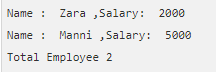 Name :  Zara ,Salary:  2000
Name :  Manni ,Salary:  5000
Total Employee 2